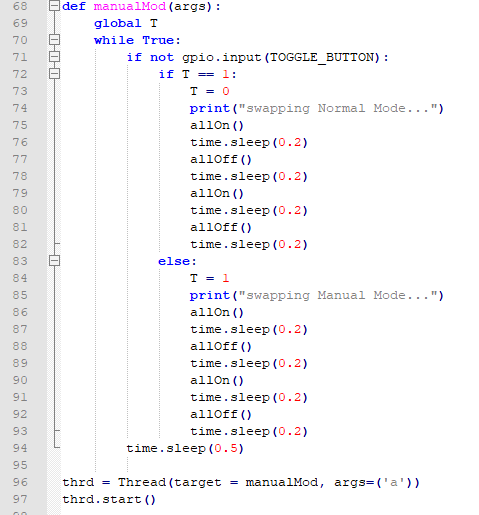 68 def manualMod(args):
69     global T
70     while True:
71         if not gpio.input(TOGGLE_BUTTON):
72             if T == 1:
73                 T = 0
74                 print("swapping Normal Mode...")
75                 allOn()
76                 time.sleep(0.2)
77                 allOff()
78                 time.sleep(0.2)
79                 allOn()
80                 time.sleep(0.2)
81                 allOff()
82                 time.sleep(0.2)
83             else:
84                 T = 1
85                 print("swapping Manual Mode...")
86                 allOn()
87                 time.sleep(0.2)
88                 allOff()
89                 time.sleep(0.2)
90                 allOn()
91                 time.sleep(0.2)
92                 allOff()
93                 time.sleep(0.2)
94         time.sleep(0.5)
95
96 thrd = Thread(target = manualMod, args=('a'))
97 thrd.start()